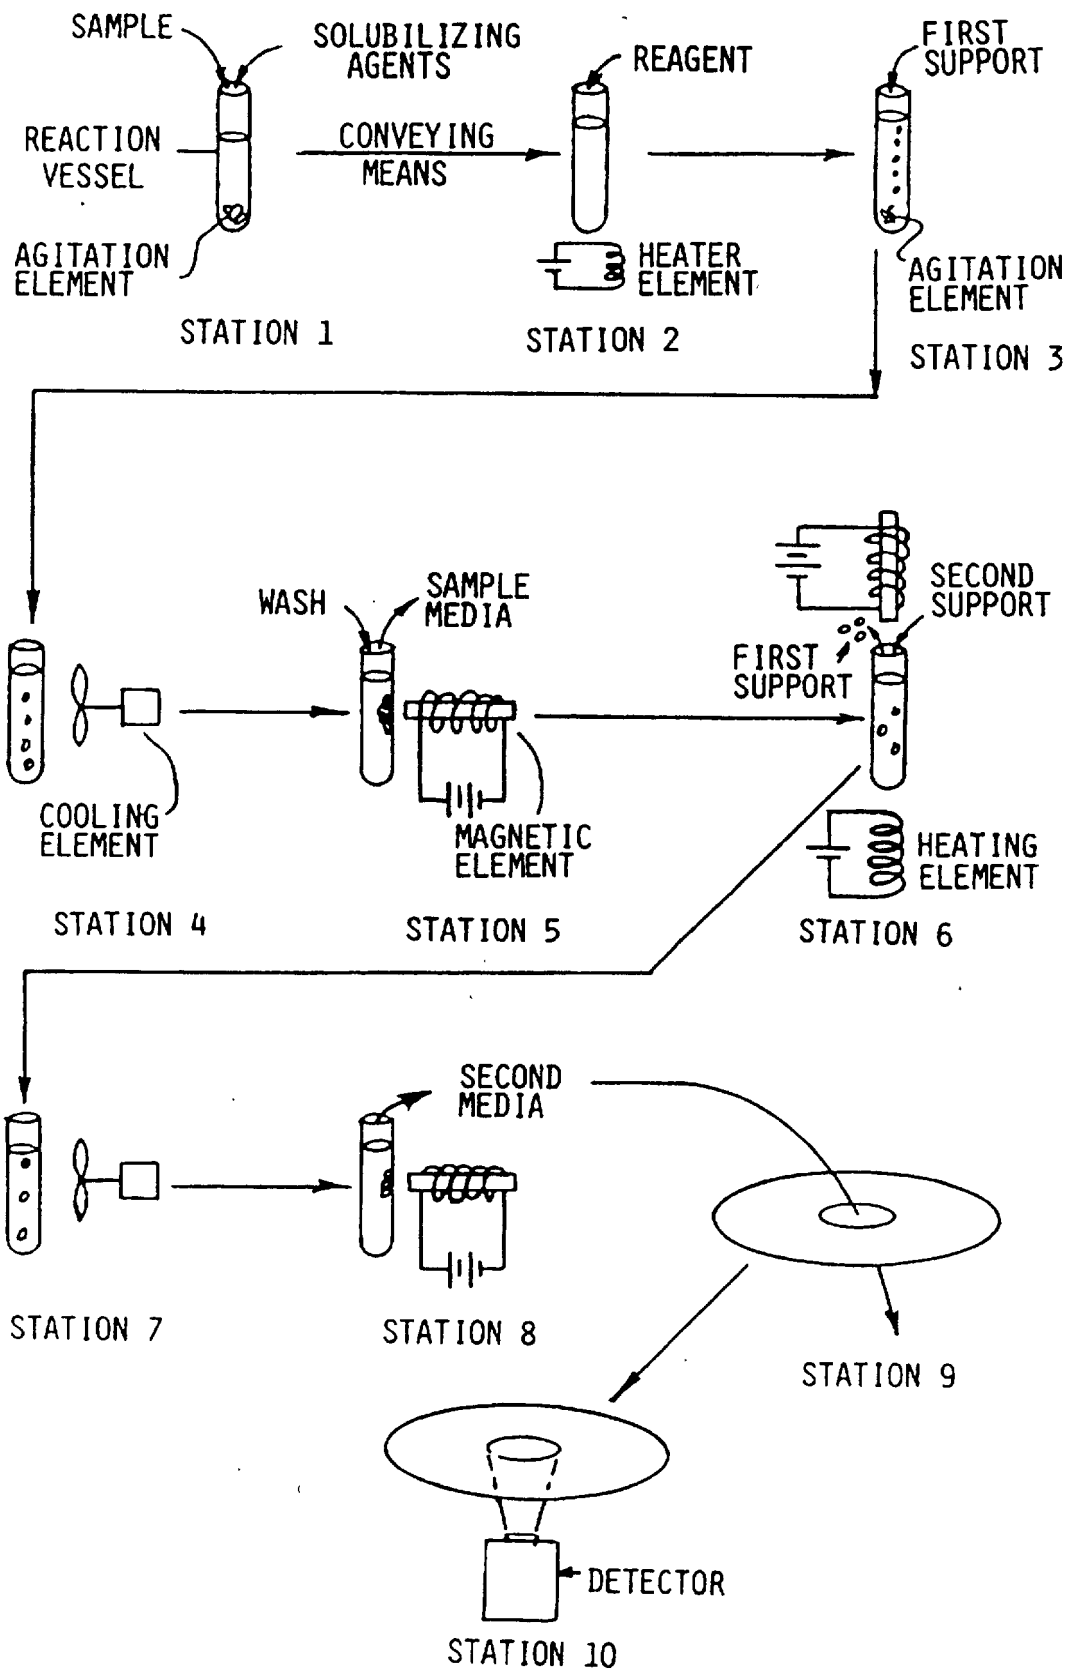 SAMPLE
SOLUBILIZING
AGENTS
REACTION
VESSEL
AGITATION
ELEMENT
STATION 1
CONVEYING
MEANS
REAGENT
HEATER
ELEMENT
STATION 2
FIRST
SUPPORT
AGITATION
ELEMENT
STATION 3
COOLING
ELEMENT
STATION 4
WASH
SAMPLE
MEDIA
MAGNETIC
ELEMENT
STATION 5
SECOND
SUPPORT
FIRST
SUPPORT
HEATING
ELEMENT
STATION 6
STATION 7
SECOND
MEDIA
STATION 8
STATION 9
DETECTOR
STATION 10